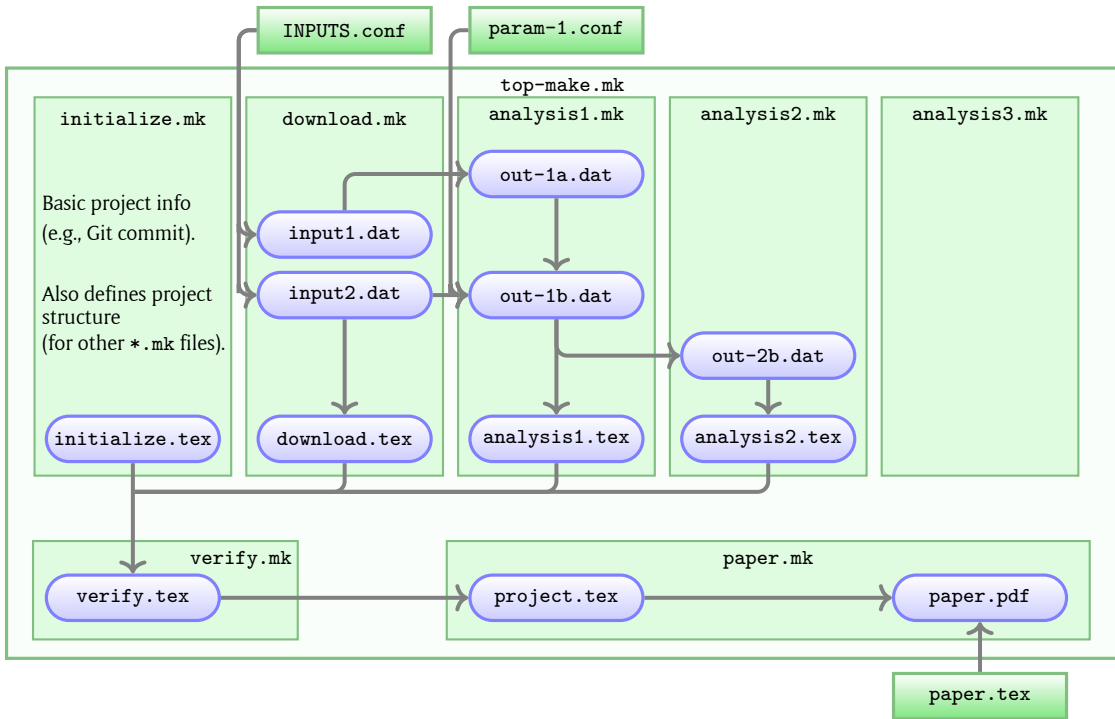 INPUTS.conf
param-1.conf
top-make.mk
initialize.mk
download.mk
analysis1.mk
analysis2.mk
analysis3.mk
Basic project info
(e.g., Git commit).
Also defines project
structure
(for other *.mk files).
out-1a.dat
input1.dat
input2.dat
out-1b.dat
out-2b.dat
initialize.tex
download.tex
analysis1.tex
analysis2.tex
verify.mk
paper.mk
verify.tex
project.tex
paper.pdf
paper.tex